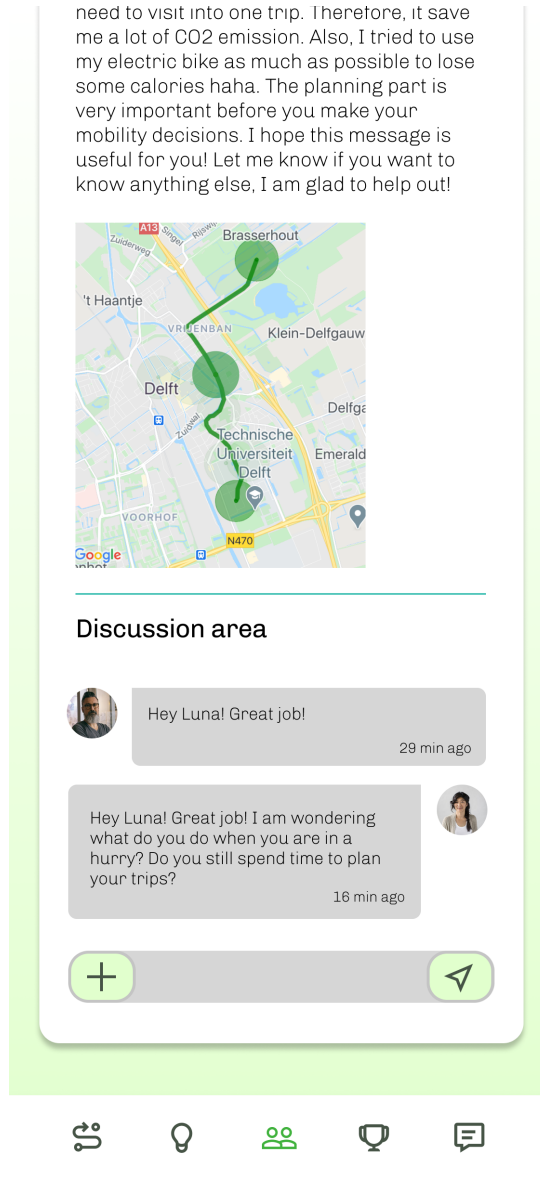 need to visit into one trip. Therefore, it save
me a lot of CO2 emission. Also, I tried to use
my electric bike as much as possible to lose
some calories haha. The planning part is
very important before you make your
mobility decisions. I hope this message is
useful for you! Let me know if you want to
know anything else, I am glad to help out!
A13
Singel
Rijswij
Zuiderweg
Brasserhout
't Haantje
VRIJENBAN
Klein-Delfgauw
Delft
Delfga
Zuidwal
Technische
Universiteit
Delft
Emerald
VOORHOF
N470
Google
Discussion area
Hey Luna! Great job!
29 min ago
Hey Luna! Great job! I am wondering
what do you do when you are in a
hurry? Do you still spend time to plan
your trips?
16 min ago